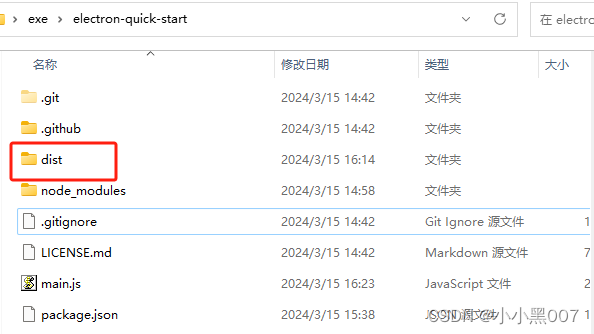 exe > electron-quick-start 在 electro
名称 修改日期 类型 大小
.git 2024/3/15 14:42 文件夹
.github 2024/3/15 14:42 文件夹
dist 2024/3/15 16:14 文件夹
node_modules 2024/3/15 14:58 文件夹
.gitignore 2024/3/15 14:42 Git Ignore 源文件 1
LICENSE.md 2024/3/15 14:42 Markdown 源文件 7
main.js 2024/3/15 16:23 JavaScript 文件 1
package.json 2024/3/15 15:38 JSON 源文件 1
CSDN @小小黑007